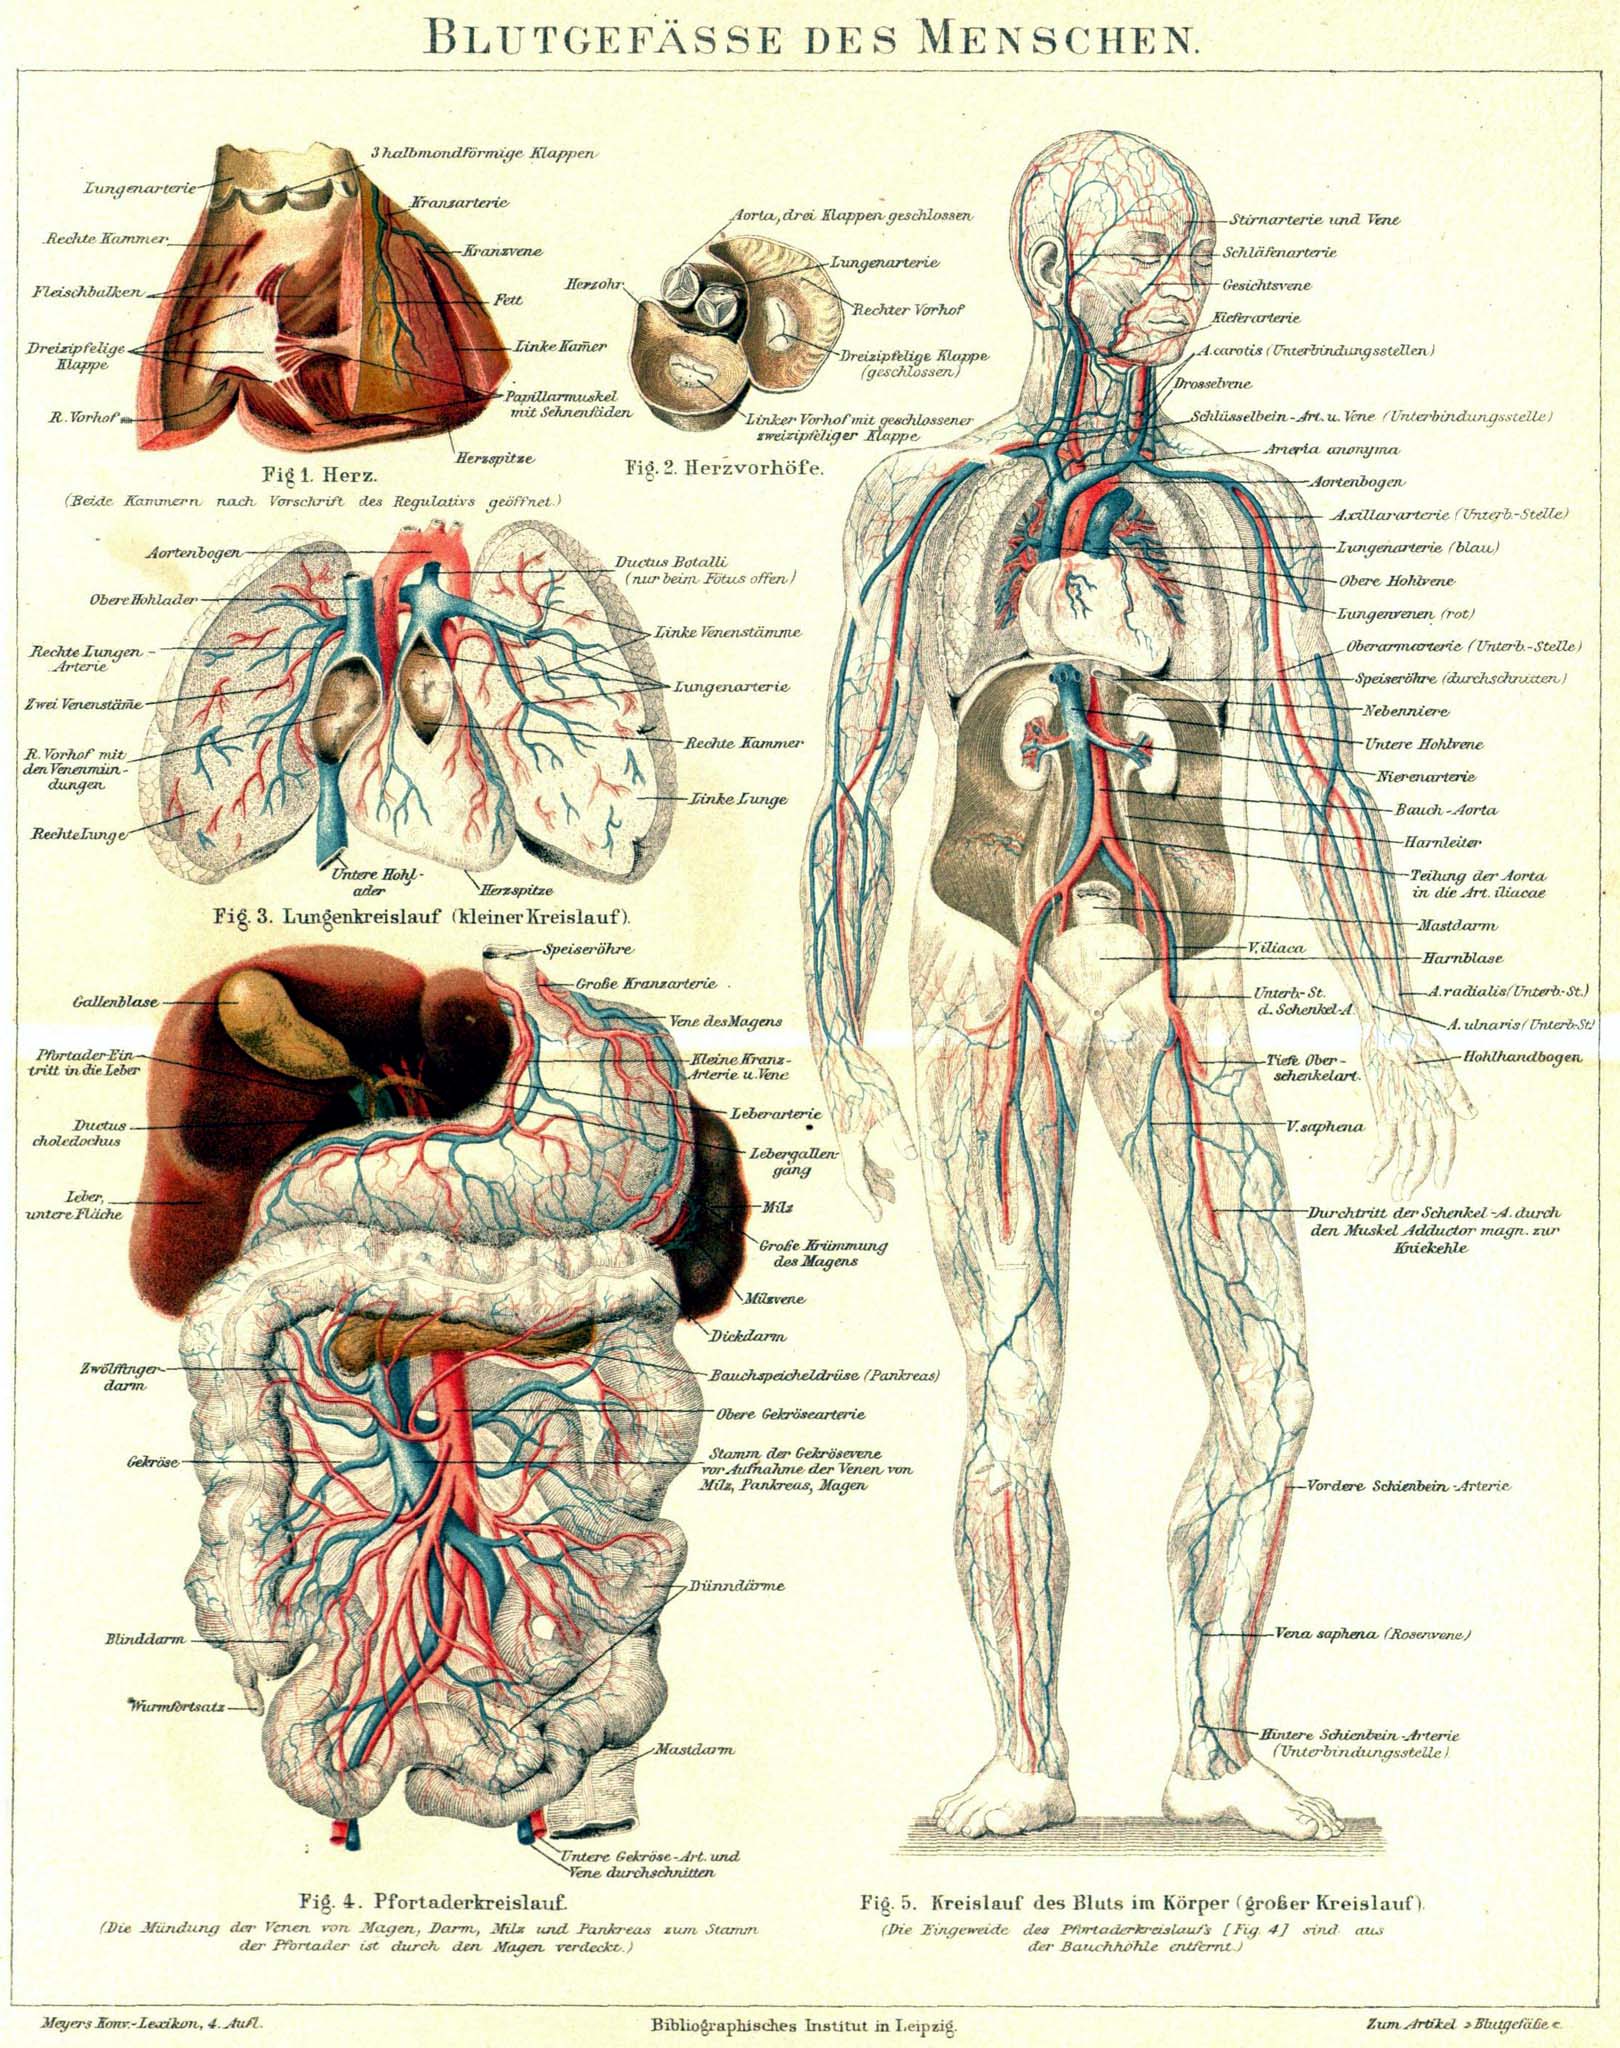 BLUTGEFÄSSE DES MENSCHEN.
3 halbmondförmige Klappen
Lungenarterie
Kranzarterie
Rechte Kammer
Kranzvene
Fleischbalken
Fett
Dreizipfelige
Klappe
Linke Kam̄er
R. Vorhof
Papillarmuskel
mit Sehnenfäden
Herzspitze
Fig 1. Herz.
(Beide Kammern nach Vorschrift des Regulativs geöffnet.)
Aorta, drei Klappen geschlossen
Lungenarterie
Herzohr
Rechter Vorhof
Dreizipfelige Klappe
(geschlossen)
Linker Vorhof mit geschlossener
zweizipfeliger Klappe
Fig. 2. Herzvorhöfe.
Aortenbogen
Ductus Botalli
(nur beim Fötus offen)
Obere Hohlader
Linke Venenstämme
Rechte Lungen-
Arterie
Lungenarterie
Zwei Venenstäm̄e
Rechte Kammer
R. Vorhof mit
den Venenmün-
dungen
Linke Lunge
Rechte Lunge
Untere Hohl-
ader
Herzspitze
Fig. 3. Lungenkreislauf (kleiner Kreislauf).
Speiseröhre
Große Kranzarterie
Gallenblase
Vene des Magens
Pfortader-Ein-
tritt in die Leber
Kleine Kranz-
Arterie u. Vene
Leberarterie
Ductus
choledochus
Lebergallen-
gang
Leber,
untere Fläche
Milz
Große Krümmung
des Magens
Milzvene
Dickdarm
Zwölffinger-
darm
Bauchspeicheldrüse (Pankreas)
Obere Gekrösearterie
Gekröse
Stamm der Gekrösevene
vor Aufnahme der Venen von
Milz, Pankreas, Magen
Dünndärme
Blinddarm
Wurmfortsatz
Mastdarm
Untere Gekröse-Art. und
Vene durchschnitten
Fig. 4. Pfortaderkreislauf.
(Die Mündung der Venen von Magen, Darm, Milz und Pankreas zum Stamm
der Pfortader ist durch den Magen verdeckt.)
Stirnarterie und Vene
Schläfenarterie
Gesichtsvene
Kieferarterie
A. carotis (Unterbindungsstellen)
Drosselvene
Schlüsselbein-Art. u. Vene (Unterbindungsstelle)
Arteria anonyma
Aortenbogen
Axillararterie (Unterb.-Stelle)
Lungenarterie (blau)
Obere Hohlvene
Lungenvenen (rot)
Oberarmarterie (Unterb.-Stelle)
Speiseröhre (durchschnitten)
Nebenniere
Untere Hohlvene
Nierenarterie
Bauch-Aorta
Harnleiter
Teilung der Aorta
in die Art. iliacae
Mastdarm
V. iliaca
Harnblase
Unterb.-St.
d. Schenkel-A.
A. radialis (Unterb.-St.)
A. ulnaris (Unterb.-St.)
Tiefe Ober-
schenkelart.
Hohlhandbogen
V. saphena
Durchtritt der Schenkel-A. durch
den Muskel Adductor magn. zur
Kniekehle
Vordere Schienbein-Arterie
Vena saphena (Rosenvene)
Hintere Schienbein-Arterie
(Unterbindungsstelle)
Fig. 5. Kreislauf des Bluts im Körper (großer Kreislauf).
(Die Eingeweide des Pfortaderkreislaufs [Fig. 4] sind aus
der Bauchhöhle entfernt.)
Meyers Konv.-Lexikon, 4. Aufl.
Bibliographisches Institut in Leipzig.
Zum Artikel »Blutgefäße«.